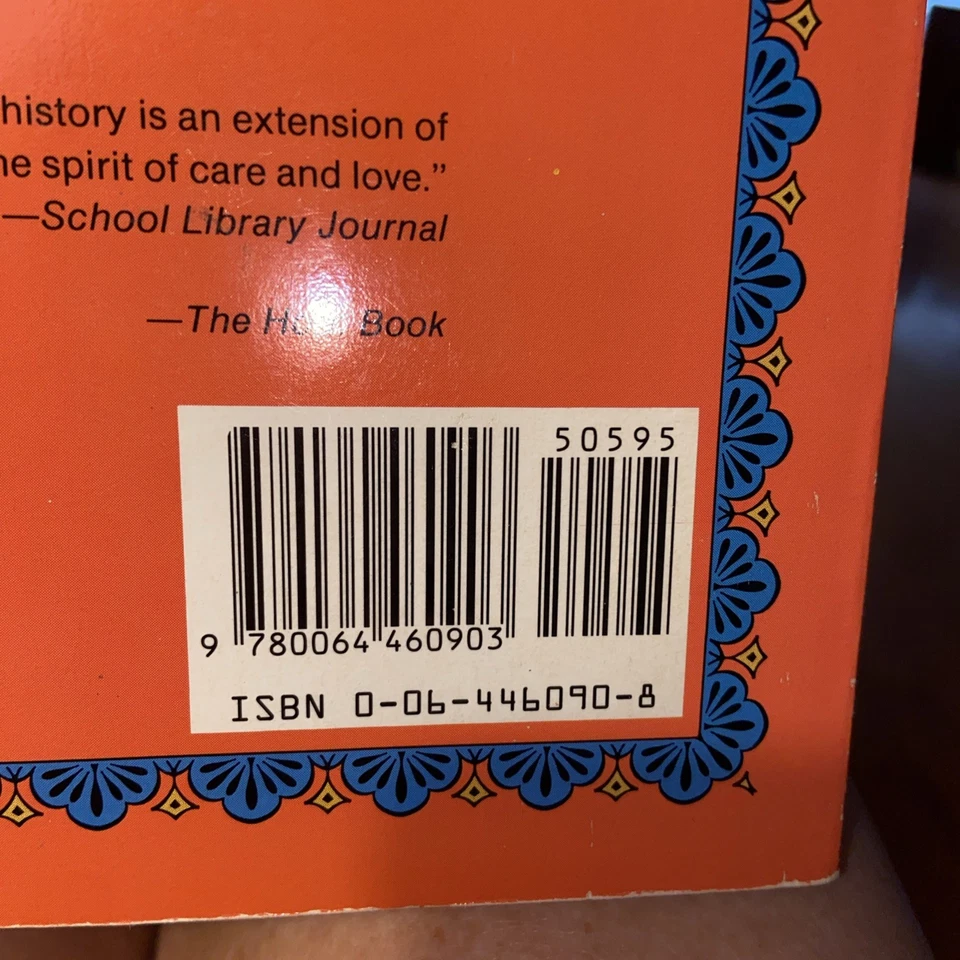 history is an extension of
he spirit of care and love.”
—School Library Journal
—The Book
50595
9 780064 460903
ISBN 0-06-446090-8